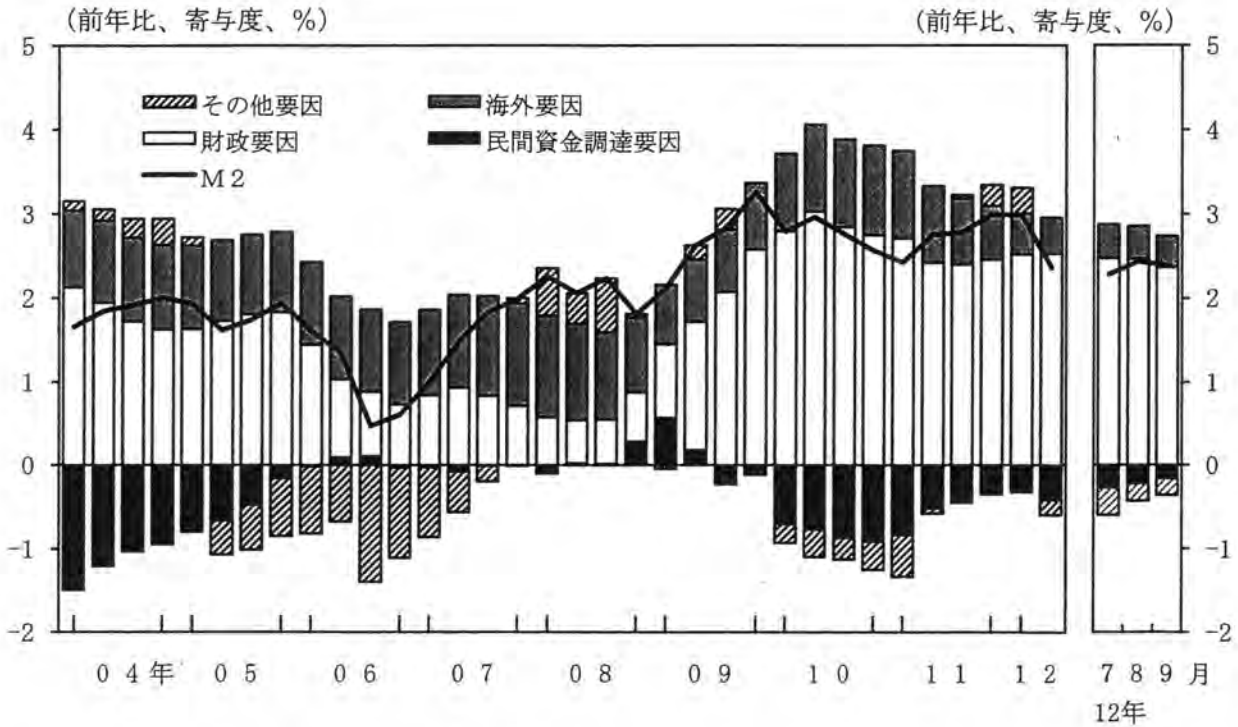 (前年比、寄与度、%) (前年比、寄与度、%)
5 5
その他要因 海外要因
4 4
財政要因 民間資金調達要因
M2
3 3
2 2
1 1
0 0
-1 -1
-2 -2
04年 05 06 07 08 09 10 11 12 7 8 9 月
12年